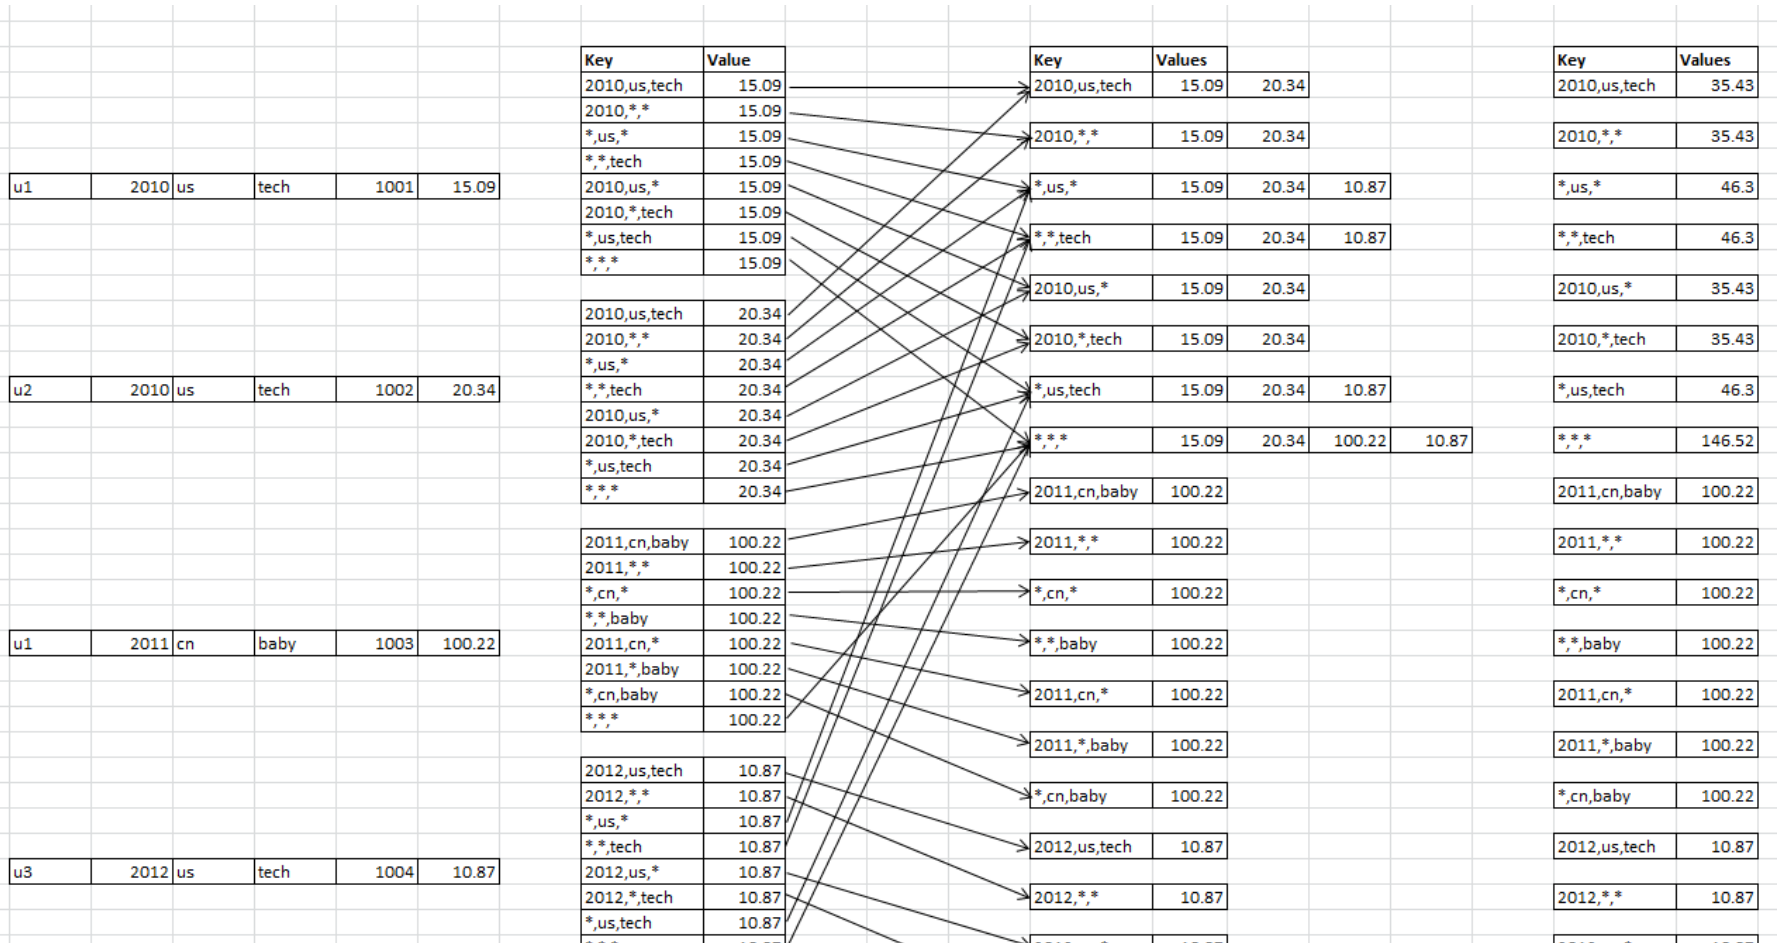 Key Value Key Values Key Values
2010,us,tech 15.09 2010,us,tech 15.09 20.34 2010,us,tech 35.43
2010,*,* 15.09
*,us,* 15.09 2010,*,* 15.09 20.34 2010,*,* 35.43
*,*,tech 15.09
u1 2010 us tech 1001 15.09 2010,us,* 15.09 *,us,* 15.09 20.34 10.87 *,us,* 46.3
2010,*,tech 15.09
*,us,tech 15.09 *,*,tech 15.09 20.34 10.87 *,*,tech 46.3
*,*,* 15.09
2010,us,* 15.09 20.34 2010,us,* 35.43
2010,us,tech 20.34
2010,*,* 20.34 2010,*,tech 15.09 20.34 2010,*,tech 35.43
*,us,* 20.34
u2 2010 us tech 1002 20.34 *,*,tech 20.34 *,us,tech 15.09 20.34 10.87 *,us,tech 46.3
2010,us,* 20.34
2010,*,tech 20.34 *,*,* 15.09 20.34 100.22 10.87 *,*,* 146.52
*,us,tech 20.34
*,*,* 20.34 2011,cn,baby 100.22 2011,cn,baby 100.22
2011,cn,baby 100.22 2011,*,* 100.22 2011,*,* 100.22
2011,*,* 100.22
*,cn,* 100.22 *,cn,* 100.22 *,cn,* 100.22
*,*,baby 100.22
u1 2011 cn baby 1003 100.22 2011,cn,* 100.22 *,*,baby 100.22 *,*,baby 100.22
2011,*,baby 100.22
*,cn,baby 100.22 2011,cn,* 100.22 2011,cn,* 100.22
*,*,* 100.22
2011,*,baby 100.22 2011,*,baby 100.22
2012,us,tech 10.87
2012,*,* 10.87 *,cn,baby 100.22 *,cn,baby 100.22
*,us,* 10.87
*,*,tech 10.87 2012,us,tech 10.87 2012,us,tech 10.87
u3 2012 us tech 1004 10.87 2012,us,* 10.87
2012,*,tech 10.87 2012,*,* 10.87 2012,*,* 10.87
*,us,tech 10.87